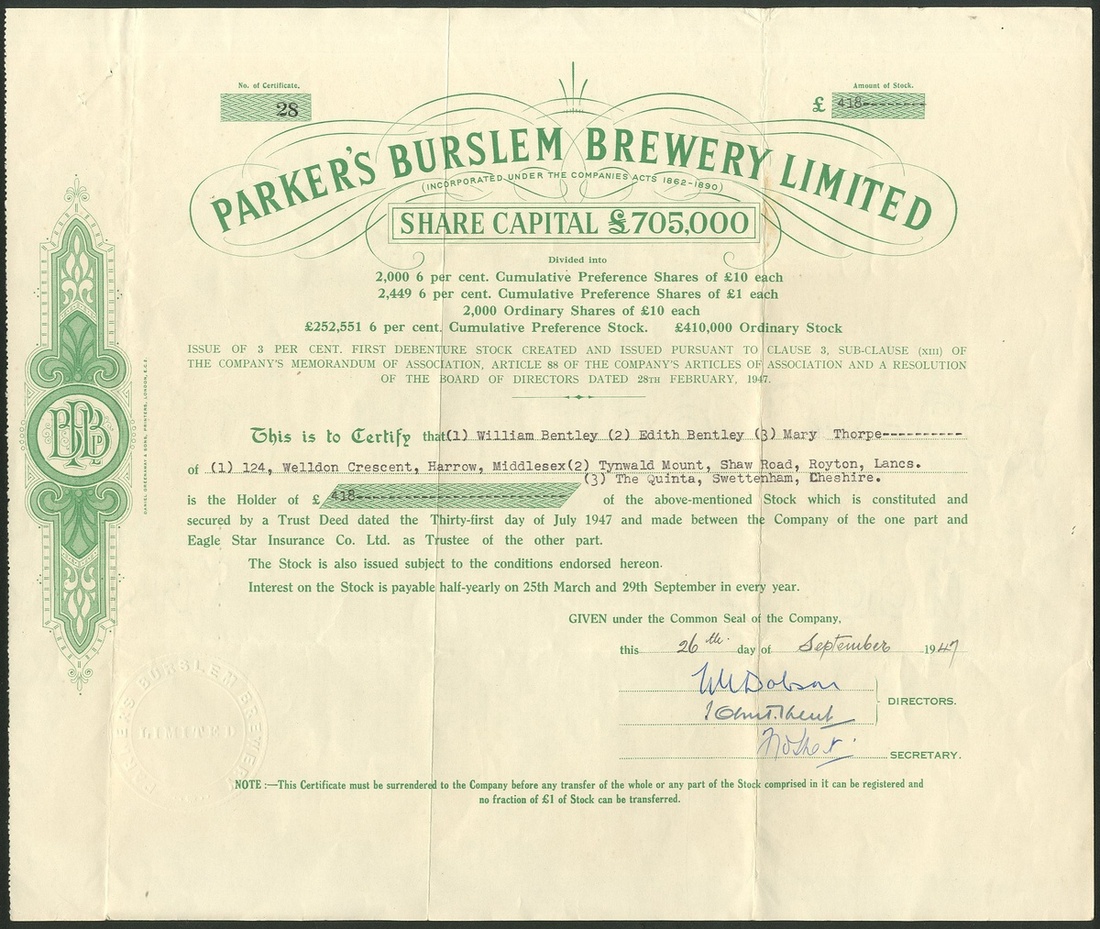 No. of Certificate.
28
Amount of Stock.
£ 418--------
PARKER'S BURSLEM BREWERY LIMITED
(INCORPORATED UNDER THE COMPANIES ACTS 1862-1890)
SHARE CAPITAL £705,000
Divided into
2,000 6 per cent. Cumulative Preference Shares of £10 each
2,449 6 per cent. Cumulative Preference Shares of £1 each
2,000 Ordinary Shares of £10 each
£252,551 6 per cent. Cumulative Preference Stock. £410,000 Ordinary Stock
ISSUE OF 3 PER CENT. FIRST DEBENTURE STOCK CREATED AND ISSUED PURSUANT TO CLAUSE 3, SUB-CLAUSE (XIII) OF
THE COMPANY'S MEMORANDUM OF ASSOCIATION, ARTICLE 88 OF THE COMPANY'S ARTICLES OF ASSOCIATION AND A RESOLUTION
OF THE BOARD OF DIRECTORS DATED 28TH FEBRUARY, 1947.
This is to Certify that (1) William Bentley (2) Edith Bentley (3) Mary Thorpe----------
of (1) 124, Welldon Crescent, Harrow, Middlesex(2) Tynwald Mount, Shaw Road, Royton, Lancs.
(3) The Quinta, Swettenham, Cheshire.
is the Holder of £ 418-------------------------- of the above-mentioned Stock which is constituted and
secured by a Trust Deed dated the Thirty-first day of July 1947 and made between the Company of the one part and
Eagle Star Insurance Co. Ltd. as Trustee of the other part.
The Stock is also issued subject to the conditions endorsed hereon.
Interest on the Stock is payable half-yearly on 25th March and 29th September in every year.
GIVEN under the Common Seal of the Company,
this 26th. day of September 1947
DIRECTORS.
SECRETARY.
NOTE :—This Certificate must be surrendered to the Company before any transfer of the whole or any part of the Stock comprised in it can be registered and
no fraction of £1 of Stock can be transferred.
PARKER'S BURSLEM BREWERY
LIMITED
DANIEL GREENAWAY & SONS, PRINTERS, LONDON, E.C.2.